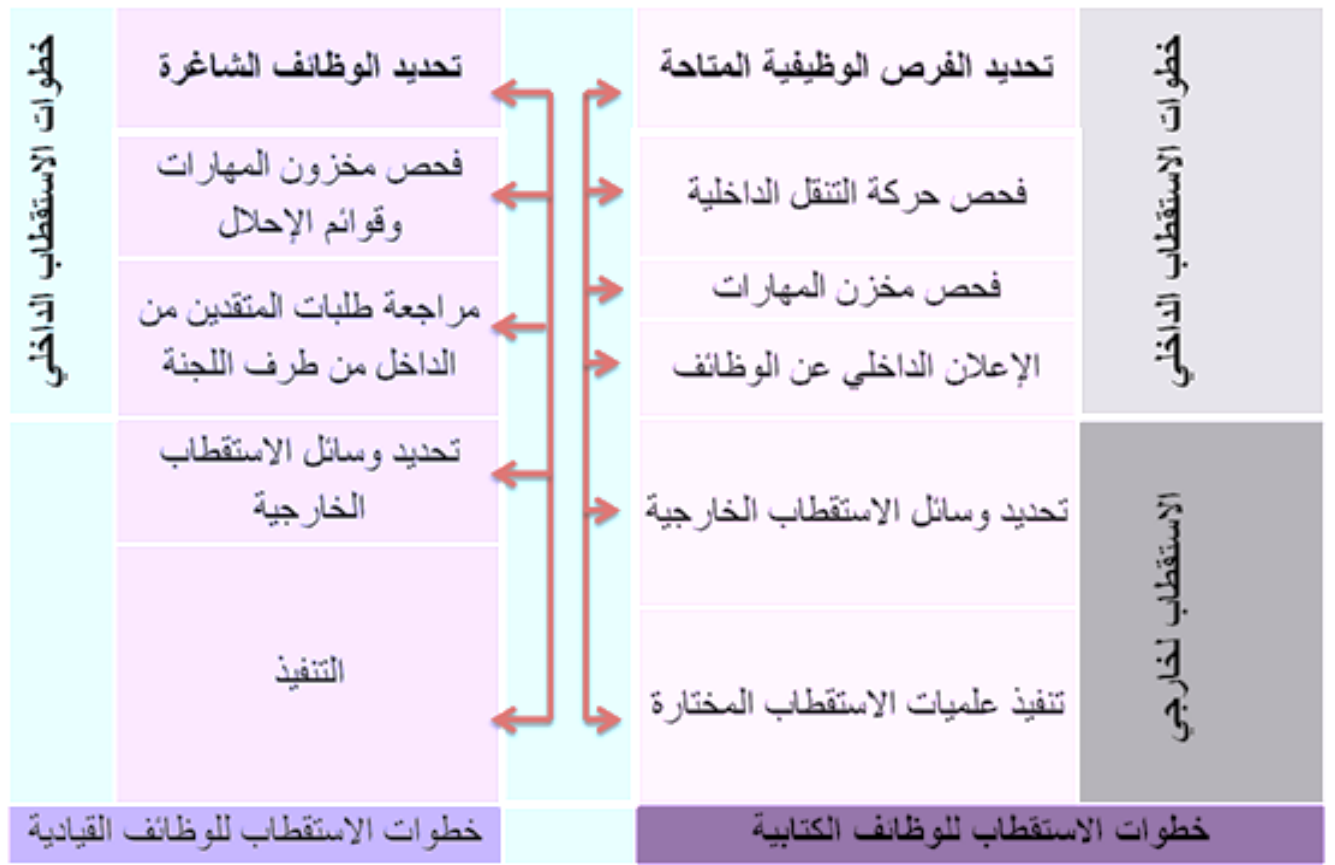 خطوات الاستقطاب الداخلي
تحديد الفرص الوظيفية المتاحة
فحص حركة التنقل الداخلية
فحص مخزن المهارات
الإعلان الداخلي عن الوظائف
الاستقطاب لخارجي
تحديد وسائل الاستقطاب الخارجية
تنفيذ علميات الاستقطاب المختارة
خطوات الاستقطاب للوظائف الكتابية
تحديد الوظائف الشاغرة
فحص مخزون المهارات
وقوائم الإحلال
مراجعة طلبات المتقدين من
الداخل من طرف اللجنة
خطوات الاستقطاب الداخلي
تحديد وسائل الاستقطاب
الخارجية
التنفيذ
خطوات الاستقطاب للوظائف القيادية